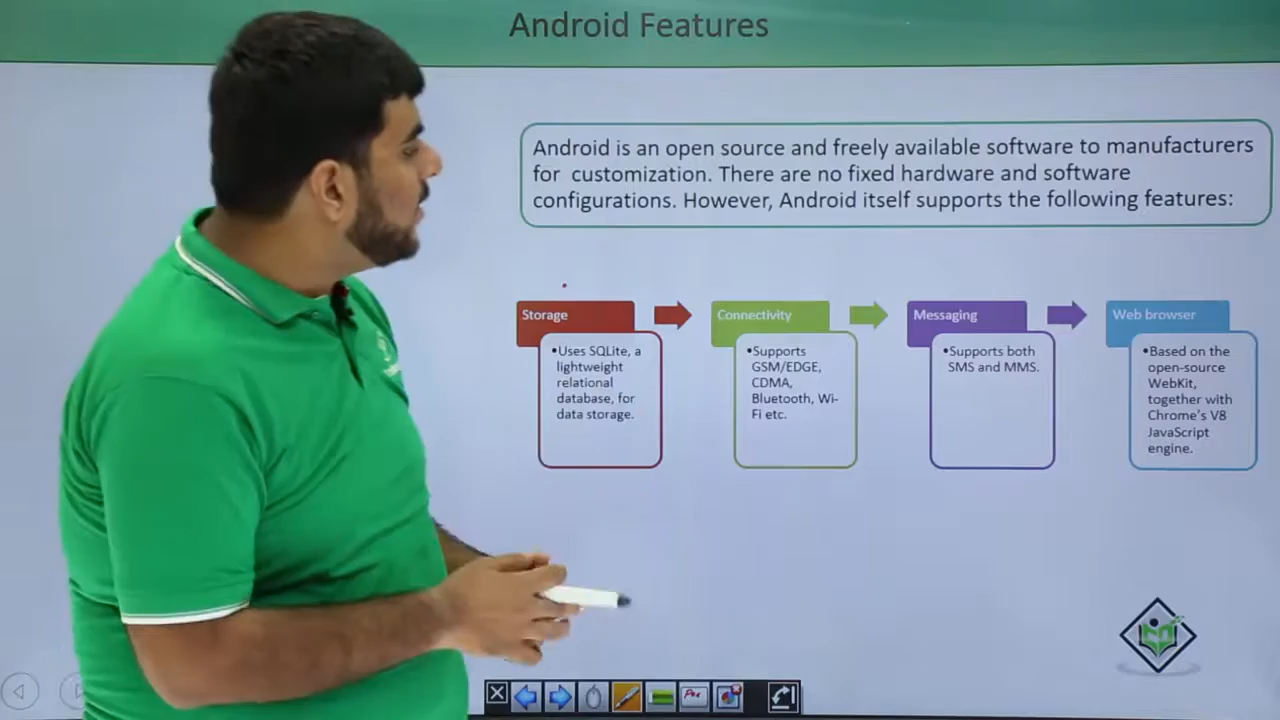 Android Features
Android is an open source and freely available software to manufacturers
for customization. There are no fixed hardware and software
configurations. However, Android itself supports the following features:
Storage
•Uses SQLite, a
lightweight
relational
database, for
data storage.
Connectivity
•Supports
GSM/EDGE,
CDMA,
Bluetooth, Wi-
Fi etc.
Messaging
•Supports both
SMS and MMS.
Web browser
•Based on the
open-source
WebKit,
together with
Chrome's V8
JavaScript
engine.